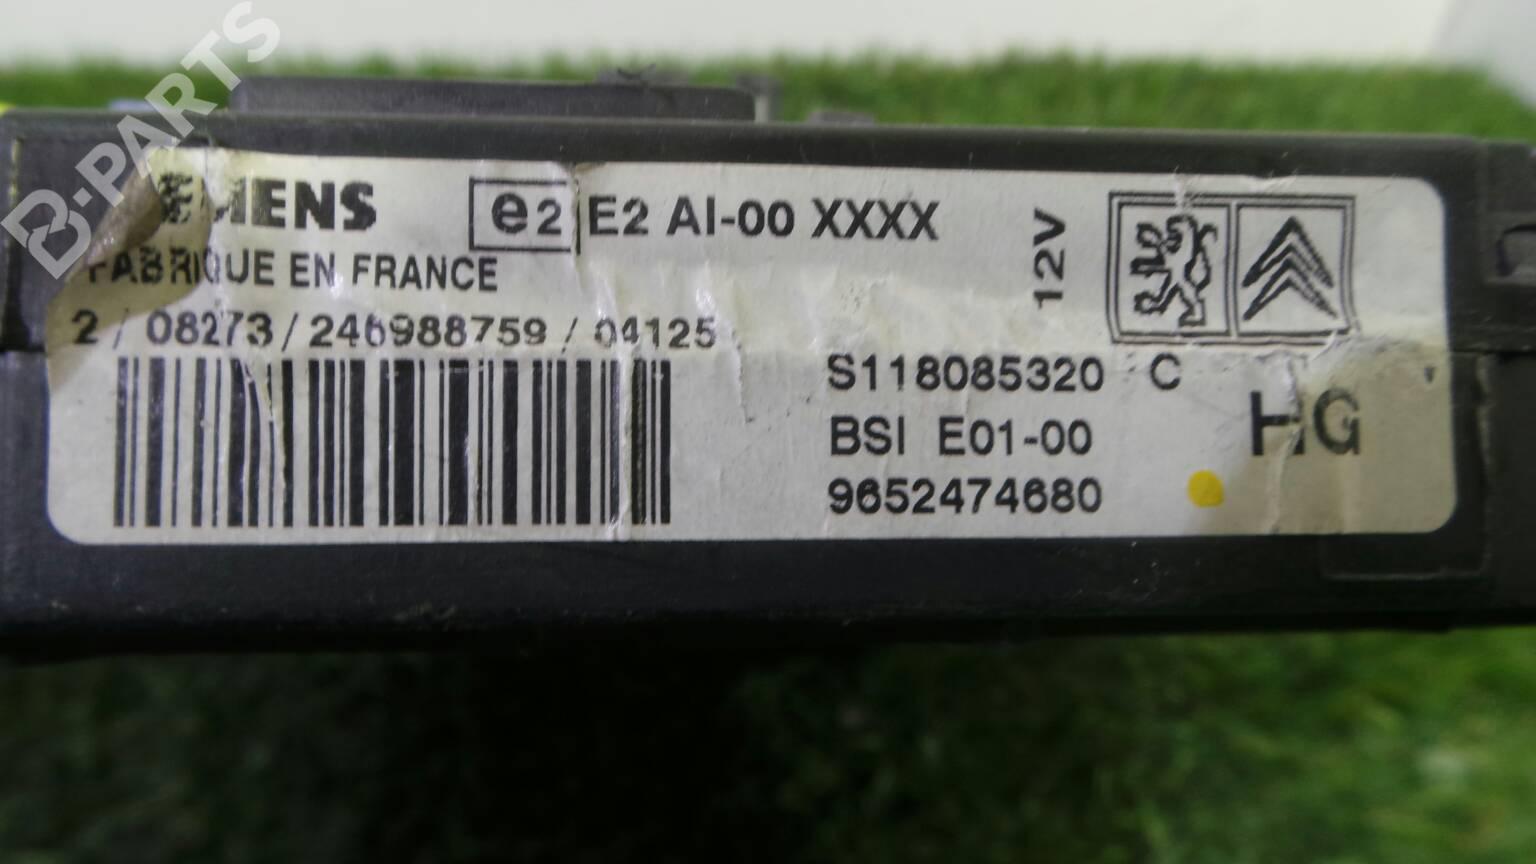 B-PARTS
SIEMENS
e2 E2 AI-00 XXXX
FABRIQUE EN FRANCE
12V
2 / 08273 / 246988759 / 04125
S118085320 C
BSI E01-00
HG
9652474680